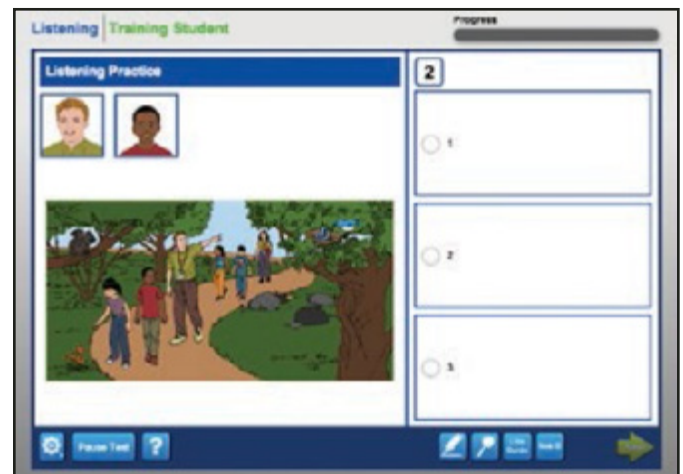 Listening Training Student
Progress
Listening Practice
2
1
2
3
Pause Test
?